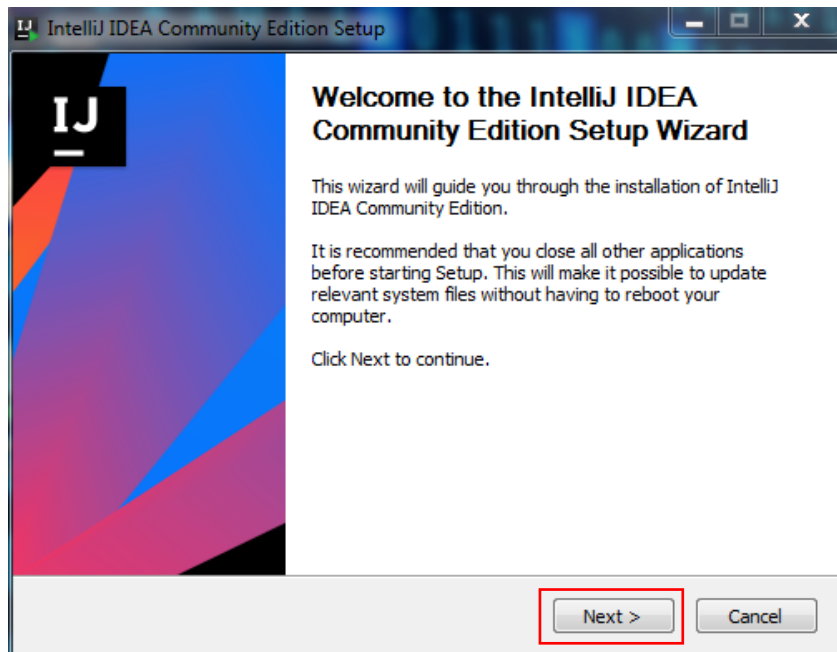 IntelliJ IDEA Community Edition Setup
IJ
Welcome to the IntelliJ IDEA
Community Edition Setup Wizard
This wizard will guide you through the installation of IntelliJ
IDEA Community Edition.
It is recommended that you close all other applications
before starting Setup. This will make it possible to update
relevant system files without having to reboot your
computer.
Click Next to continue.
Next >
Cancel